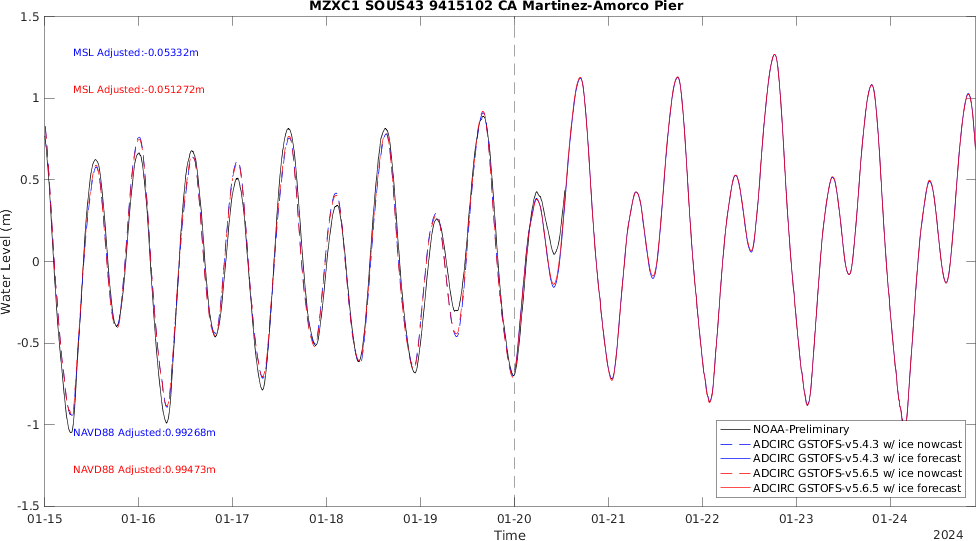 MZXC1 SOUS43 9415102 CA Martinez-Amorco Pier
1.5
1
0.5
0
-0.5
-1
-1.5
Water Level (m)
MSL Adjusted:-0.05332m
MSL Adjusted:-0.051272m
NAVD88 Adjusted:0.99268m
NAVD88 Adjusted:0.99473m
NOAA-Preliminary
ADCIRC GSTOFS-v5.4.3 w/ ice nowcast
ADCIRC GSTOFS-v5.4.3 w/ ice forecast
ADCIRC GSTOFS-v5.6.5 w/ ice nowcast
ADCIRC GSTOFS-v5.6.5 w/ ice forecast
01-15 01-16 01-17 01-18 01-19 01-20 01-21 01-22 01-23 01-24
Time
2024